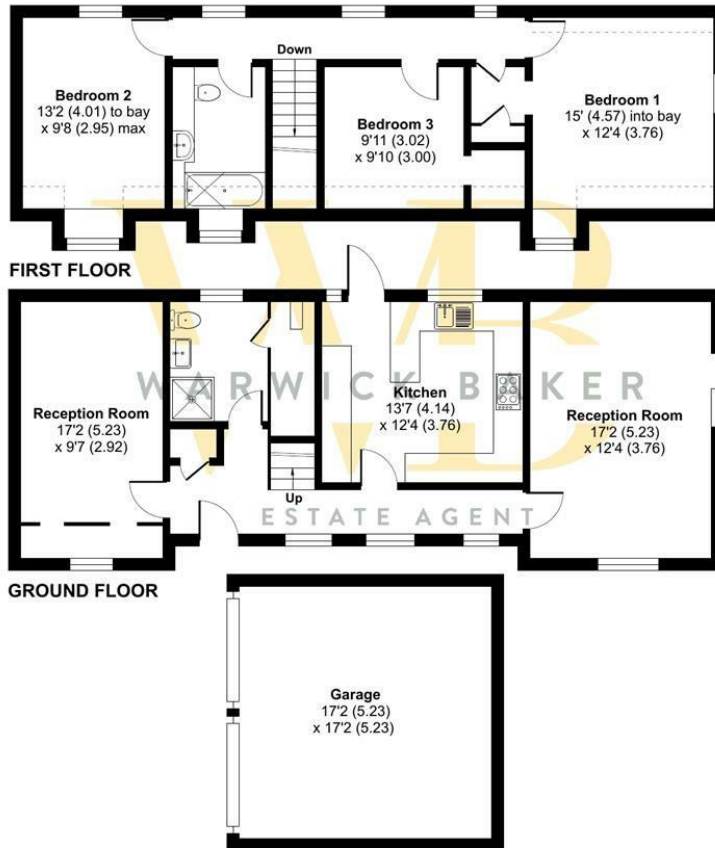 Down
Bedroom 2
13'2 (4.01) to bay
x 9'8 (2.95) max
Bedroom 3
9'11 (3.02)
x 9'10 (3.00)
Bedroom 1
15' (4.57) into bay
x 12'4 (3.76)
FIRST FLOOR
WB
WARWICK BAKER
ESTATE AGENT
Reception Room
17'2 (5.23)
x 9'7 (2.92)
Kitchen
13'7 (4.14)
x 12'4 (3.76)
Reception Room
17'2 (5.23)
x 12'4 (3.76)
Up
GROUND FLOOR
Garage
17'2 (5.23)
x 17'2 (5.23)